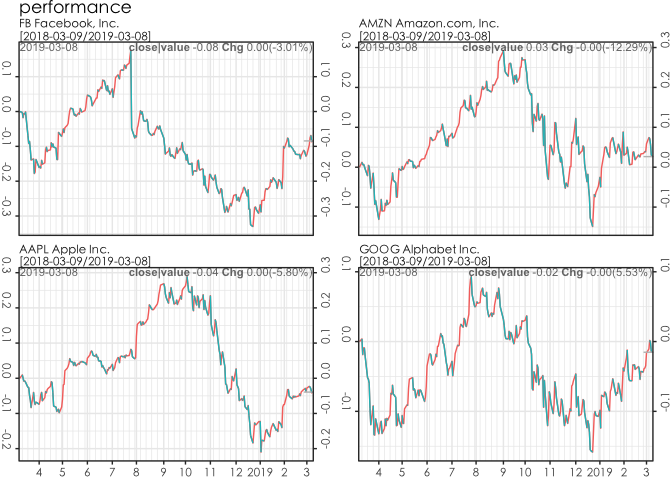 performance
FB Facebook, Inc.
[2018-03-09/2019-03-08]
2019-03-08 close|value -0.08 Chg 0.00(-3.01%)
0.1 0.1
0.0 0.0
-0.1 -0.1
-0.2 -0.2
-0.3 -0.3
AMZN Amazon.com, Inc.
[2018-03-09/2019-03-08]
2019-03-08 close|value 0.03 Chg -0.00(-12.29%)
0.3 0.3
0.2 0.2
0.1 0.1
0.0 0.0
-0.1 -0.1
AAPL Apple Inc.
[2018-03-09/2019-03-08]
2019-03-08 close|value -0.04 Chg 0.00(-5.80%)
0.3 0.3
0.2 0.2
0.1 0.1
0.0 0.0
-0.1 -0.1
-0.2 -0.2
4 5 6 7 8 9 10 11 12 2019 2 3
GOOG Alphabet Inc.
[2018-03-09/2019-03-08]
2019-03-08 close|value -0.02 Chg -0.00(5.53%)
0.1 0.1
0.0 0.0
-0.1 -0.1
4 5 6 7 8 9 10 11 12 2019 2 3